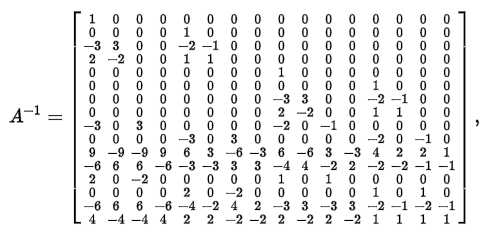 1 0 0 0 0 0 0 0 0 0 0 0 0 0 0 0
0 0 0 0 1 0 0 0 0 0 0 0 0 0 0 0
−3 3 0 0 −2 −1 0 0 0 0 0 0 0 0 0 0
2 −2 0 0 1 1 0 0 0 0 0 0 0 0 0 0
0 0 0 0 0 0 0 0 1 0 0 0 0 0 0 0
0 0 0 0 0 0 0 0 0 0 0 0 1 0 0 0
0 0 0 0 0 0 0 0 −3 3 0 0 −2 −1 0 0
A⁻¹ = 0 0 0 0 0 0 0 0 2 −2 0 0 1 1 0 0 ,
−3 0 3 0 0 0 0 0 −2 0 −1 0 0 0 0 0
0 0 0 0 −3 0 3 0 0 0 0 0 −2 0 −1 0
9 −9 −9 9 6 3 −6 −3 6 −6 3 −3 4 2 2 1
−6 6 6 −6 −3 −3 3 3 −4 4 −2 2 −2 −2 −1 −1
2 0 −2 0 0 0 0 0 1 0 1 0 0 0 0 0
0 0 0 0 2 0 −2 0 0 0 0 0 1 0 1 0
−6 6 6 −6 −4 −2 4 2 −3 3 −3 3 −2 −1 −2 −1
4 −4 −4 4 2 2 −2 −2 2 −2 2 −2 1 1 1 1